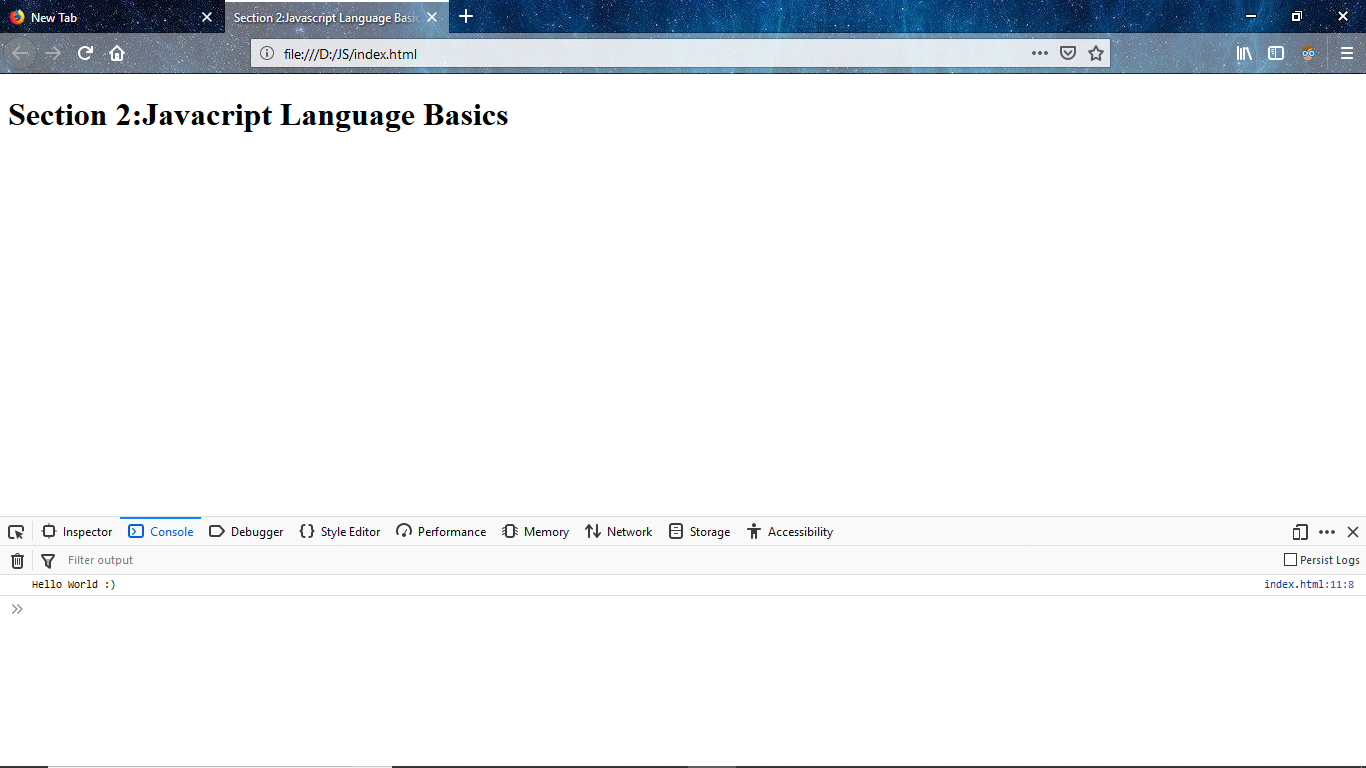 New Tab
Section 2:Javascript Language Basi
file:///D:/JS/index.html
Section 2:Javacript Language Basics
Inspector Console Debugger Style Editor Performance Memory Network Storage Accessibility
Filter output Persist Logs
Hello World :) index.html:11:8